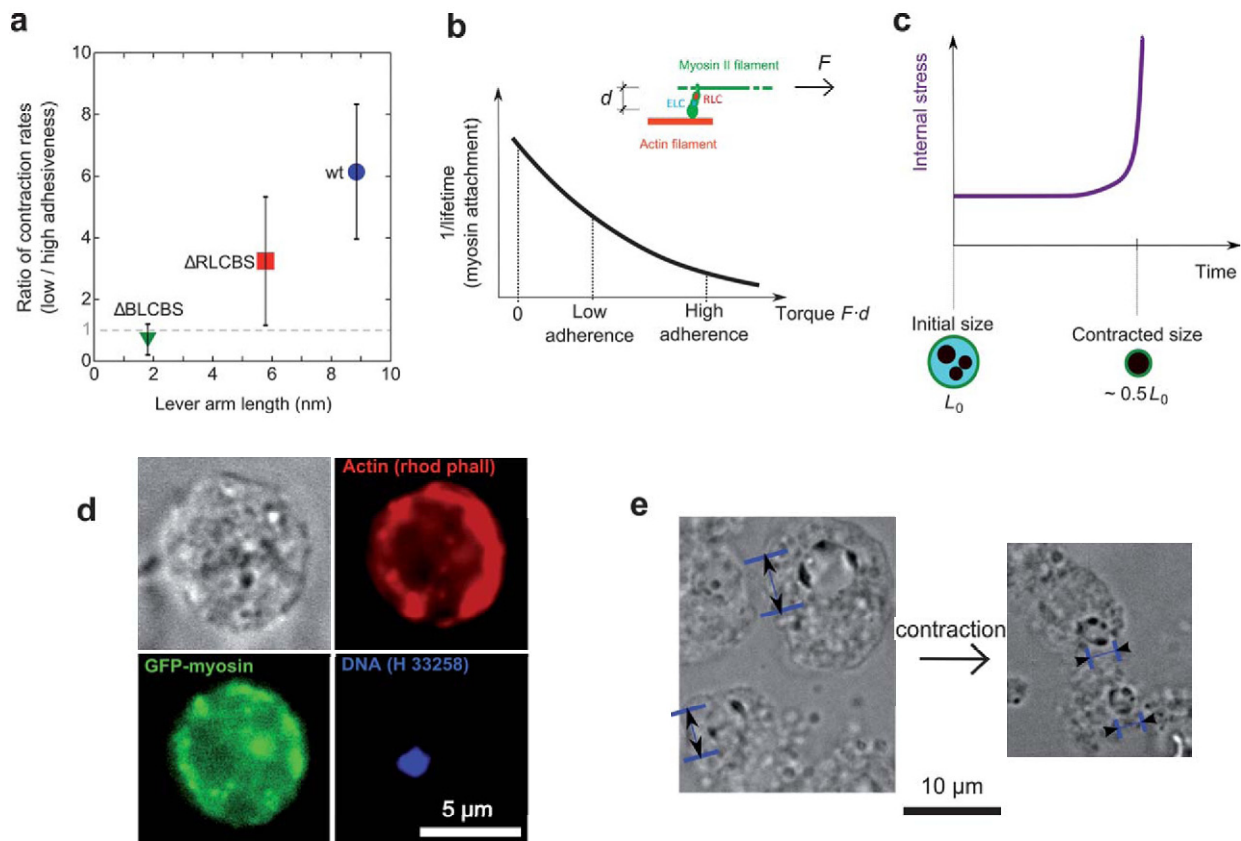 a
10
8
6
4
2
1
0
0
2
4
6
8
10
Ratio of contraction rates
(low / high adhesiveness)
Lever arm length (nm)
wt
ΔRLCBS
ΔBLCBS
b
Myosin II filament
F
d
ELC
RLC
Actin filament
1/lifetime
(myosin attachment)
0
Low
adherence
High
adherence
Torque F·d
c
Internal stress
Time
Initial size
L0
Contracted size
~ 0.5L0
d
Actin (rhod phall)
GFP-myosin
DNA (H 33258)
5 µm
e
contraction
10 µm